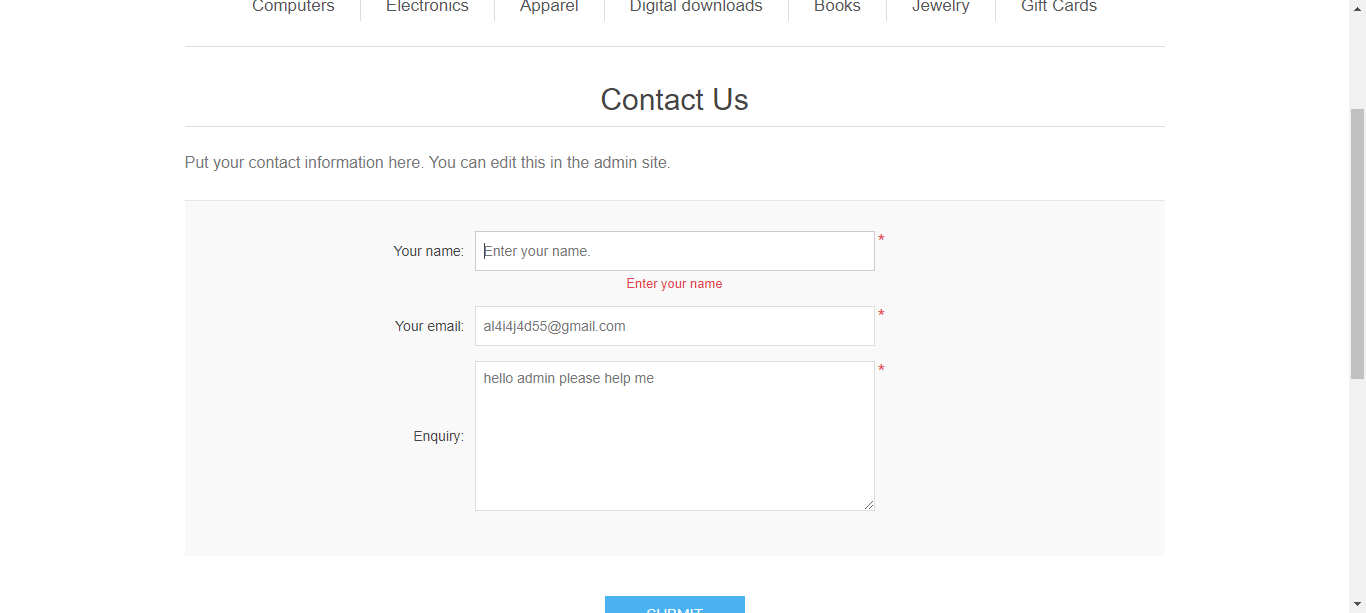 Computers Electronics Apparel Digital downloads Books Jewelry Gift Cards
Contact Us
Put your contact information here. You can edit this in the admin site.
Your name: Enter your name. *
Enter your name
Your email: al4i4j4d55@gmail.com *
hello admin please help me *
Enquiry:
SUBMIT